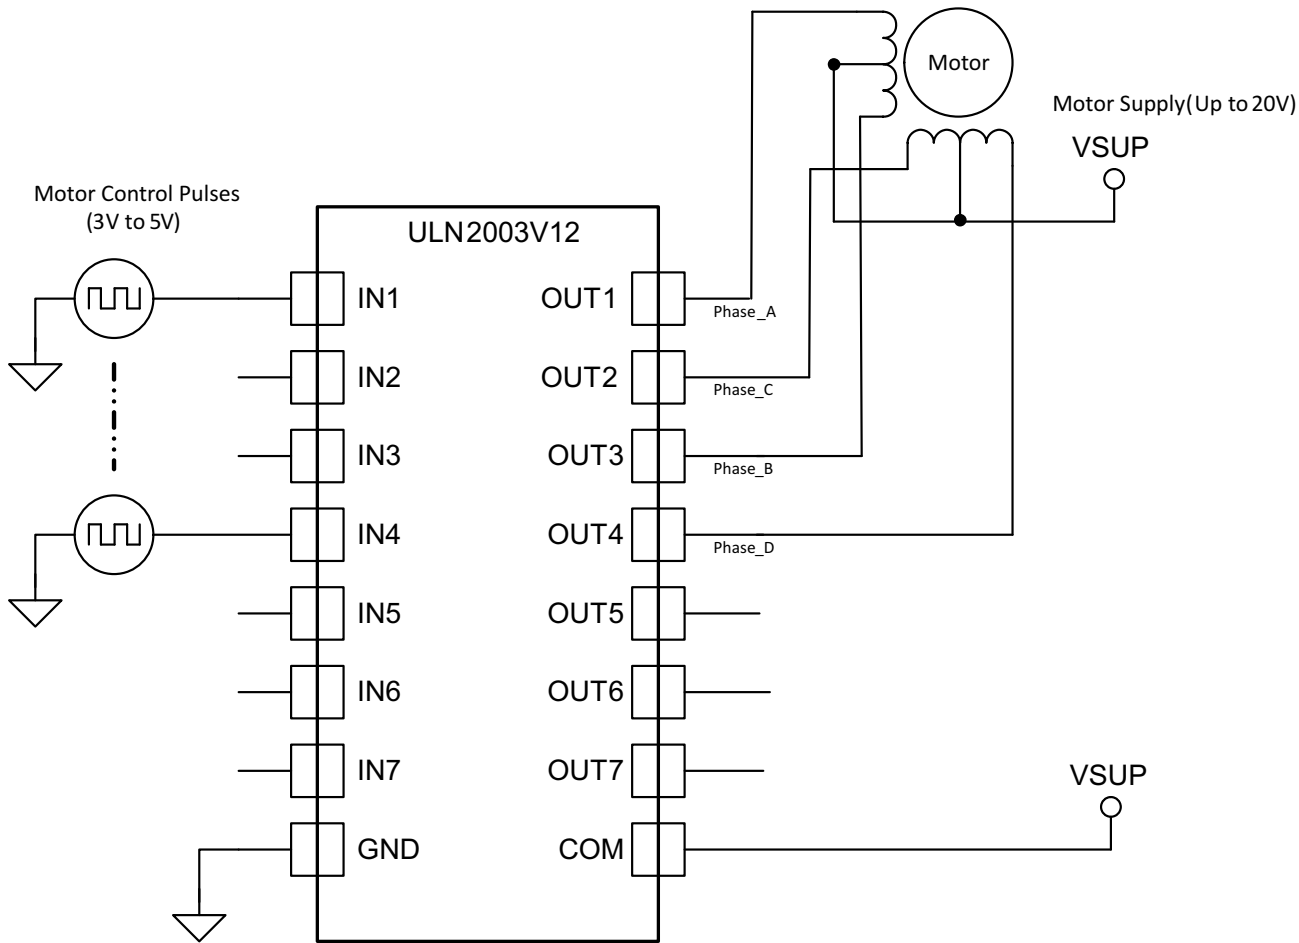 Motor
Motor Supply(Up to 20V)
VSUP
Motor Control Pulses
(3V to 5V)
ULN2003V12
IN1
OUT1
Phase_A
IN2
OUT2
Phase_C
IN3
OUT3
Phase_B
IN4
OUT4
Phase_D
IN5
OUT5
IN6
OUT6
IN7
OUT7
VSUP
GND
COM